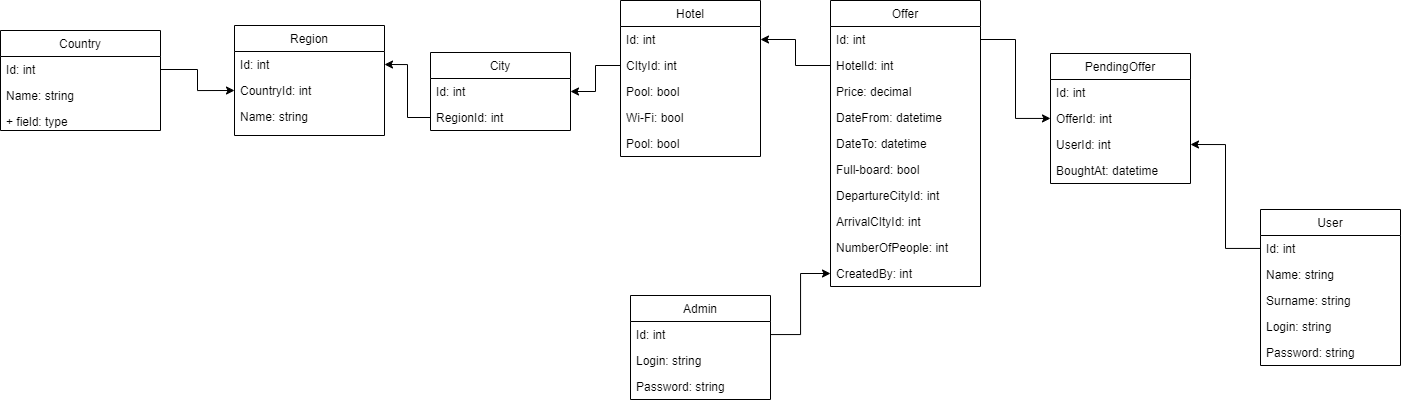 Country
Id: int
Name: string
+ field: type
Region
Id: int
CountryId: int
Name: string
City
Id: int
RegionId: int
Hotel
Id: int
CItyId: int
Pool: bool
Wi-Fi: bool
Pool: bool
Offer
Id: int
HotelId: int
Price: decimal
DateFrom: datetime
DateTo: datetime
Full-board: bool
DepartureCityId: int
ArrivalCItyId: int
NumberOfPeople: int
CreatedBy: int
PendingOffer
Id: int
OfferId: int
UserId: int
BoughtAt: datetime
User
Id: int
Name: string
Surname: string
Login: string
Password: string
Admin
Id: int
Login: string
Password: string